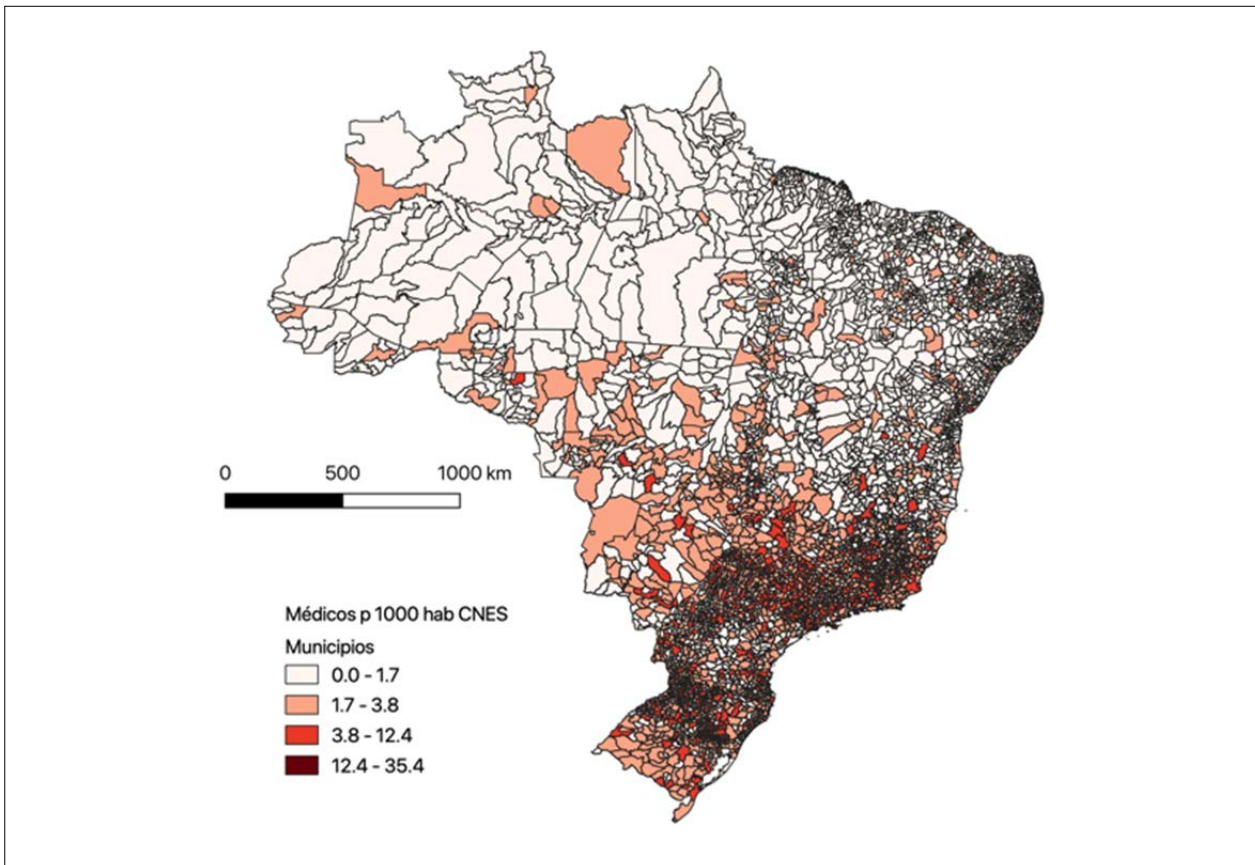 0 500 1000 km
Médicos p 1000 hab CNES
Municipios
0.0 - 1.7
1.7 - 3.8
3.8 - 12.4
12.4 - 35.4